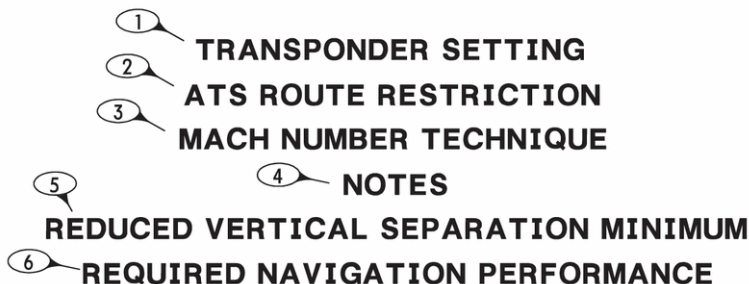 1 TRANSPONDER SETTING
2 ATS ROUTE RESTRICTION
3 MACH NUMBER TECHNIQUE
4 NOTES
5
REDUCED VERTICAL SEPARATION MINIMUM
6 REQUIRED NAVIGATION PERFORMANCE